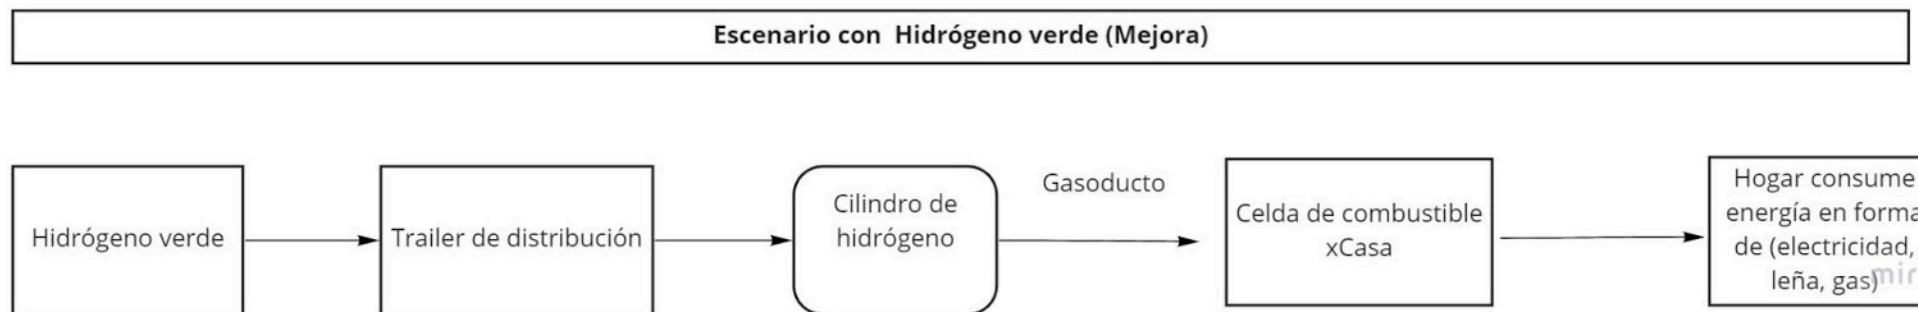 Escenario con Hidrógeno verde (Mejora)
Hidrógeno verde
Trailer de distribución
Cilindro de
hidrógeno
Gasoducto
Celda de combustible
xCasa
Hogar consume
energía en forma
de (electricidad,
leña, gas)
mir